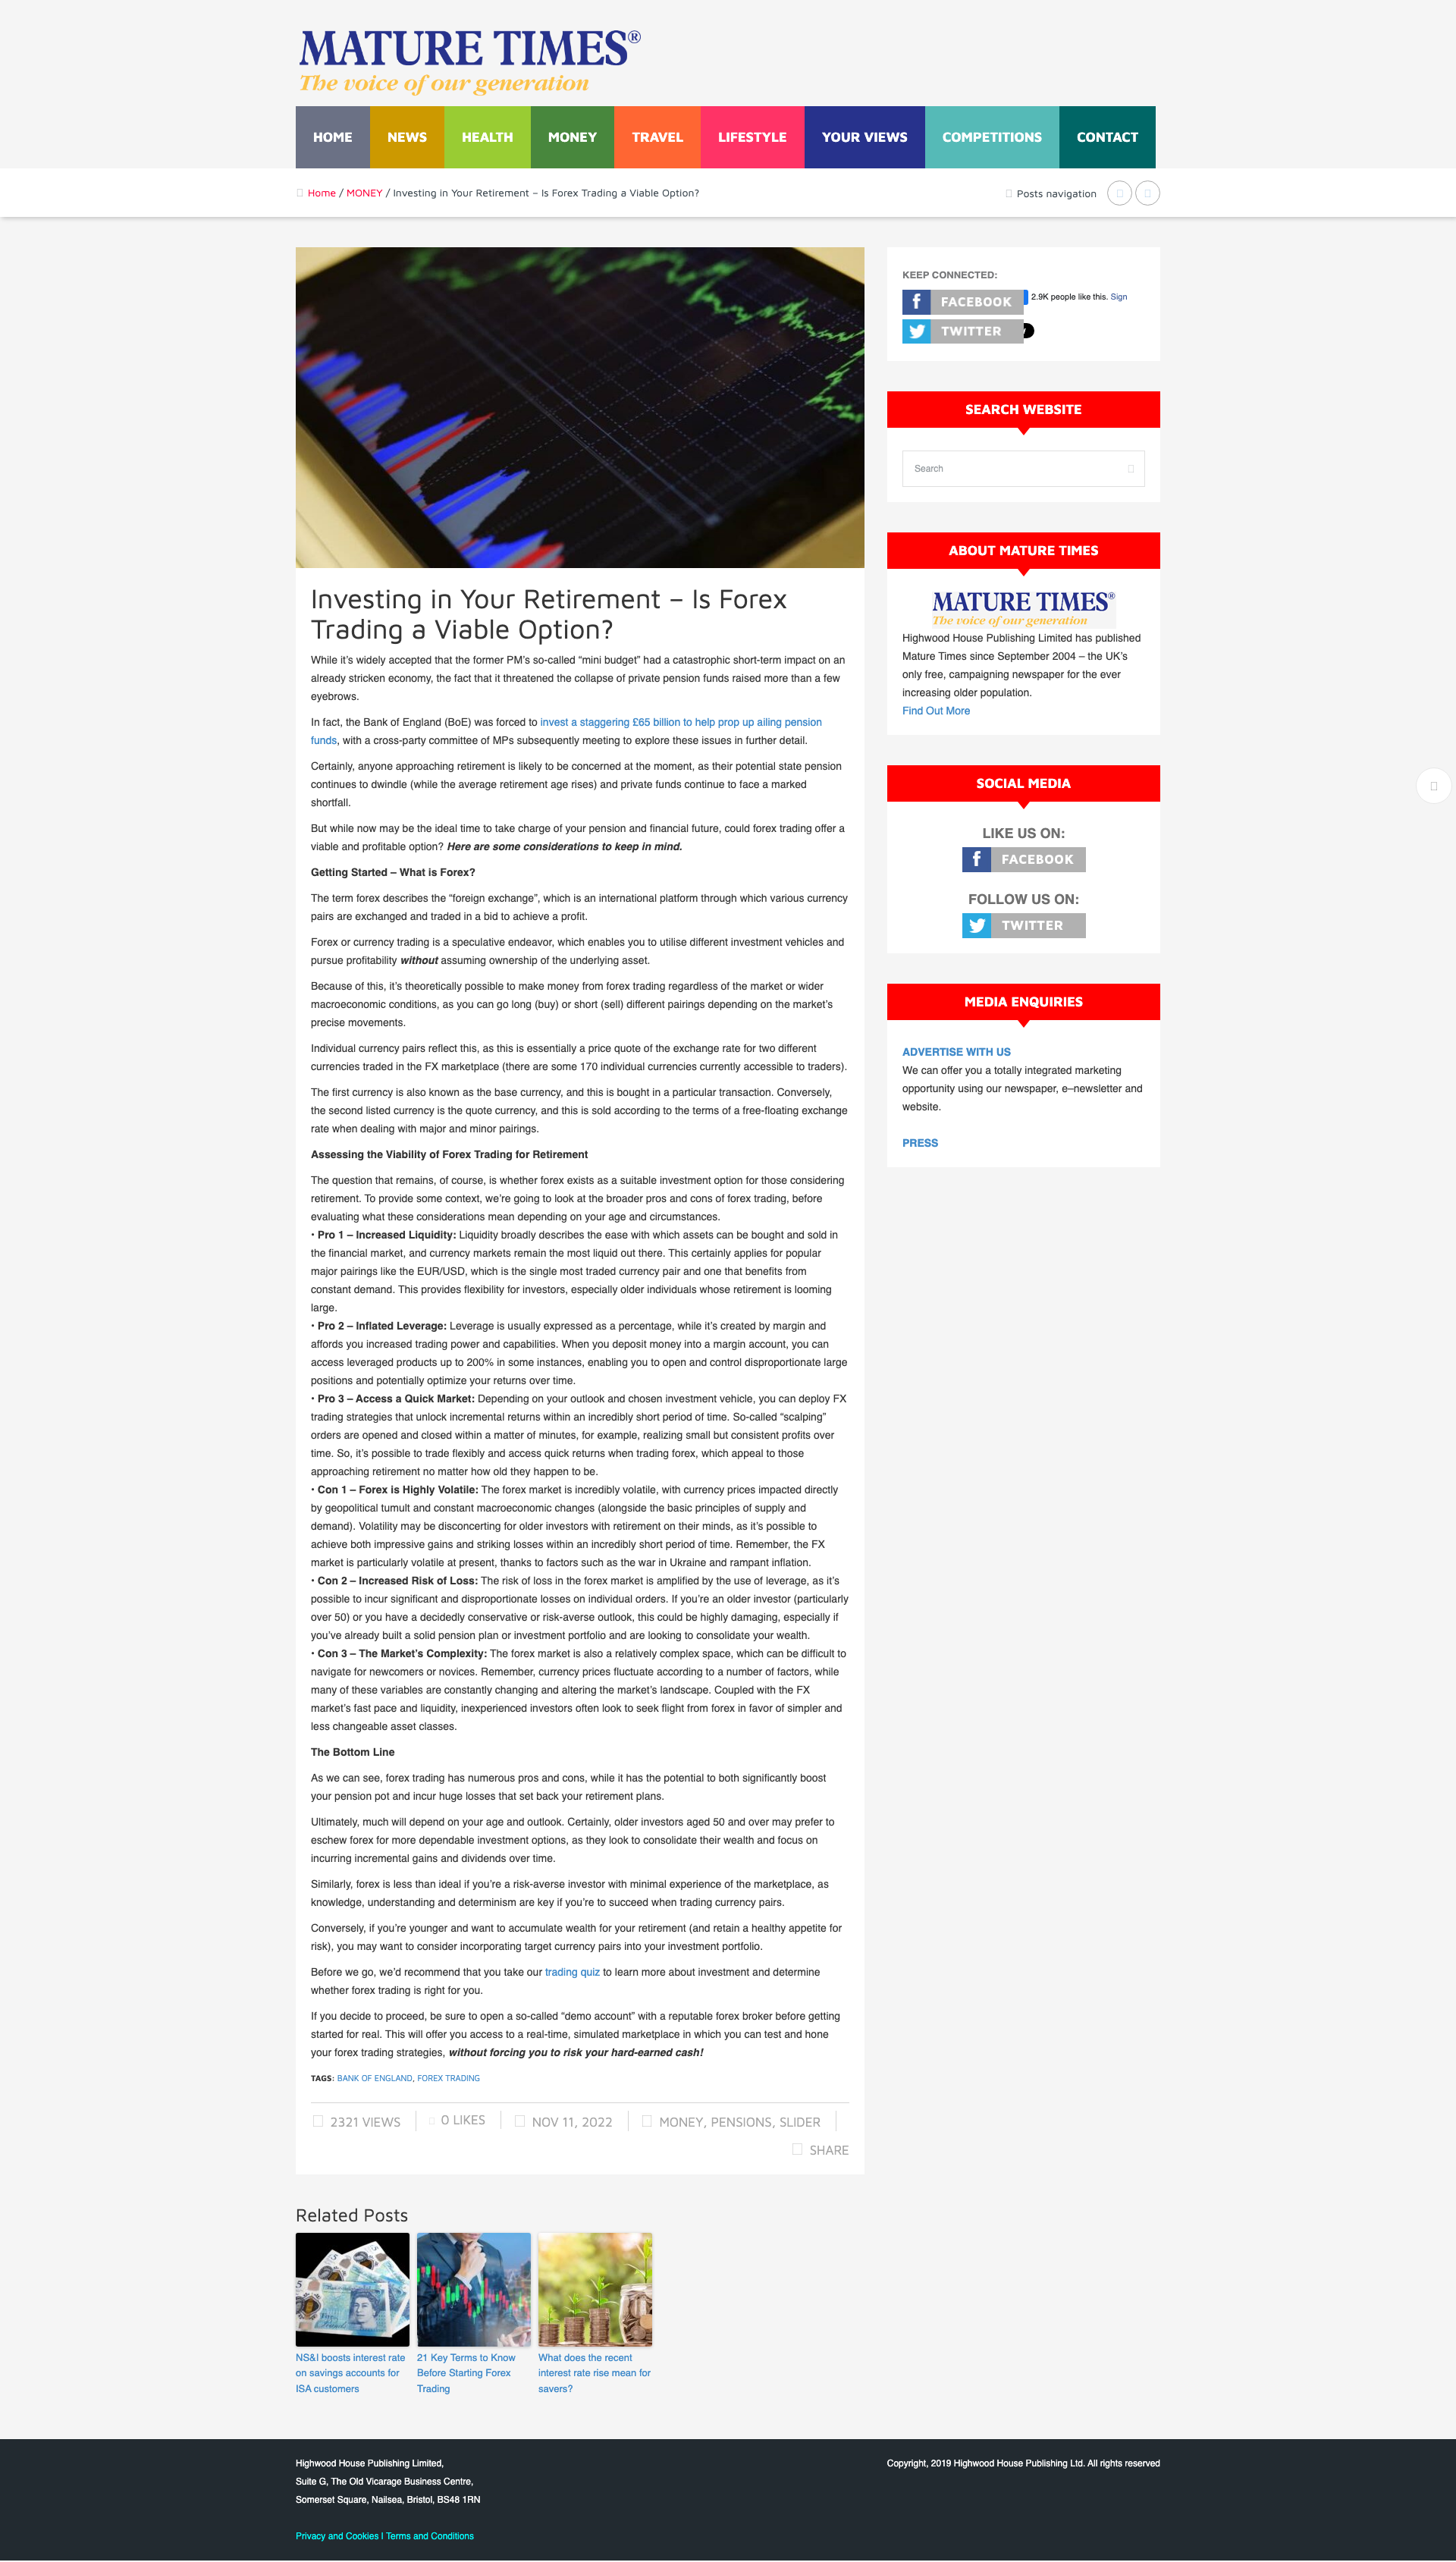 MATURE TIMES®
The voice of our generation
HOME NEWS HEALTH MONEY TRAVEL LIFESTYLE YOUR VIEWS COMPETITIONS CONTACT
Home / MONEY / Investing in Your Retirement – Is Forex Trading a Viable Option?
Posts navigation
Investing in Your Retirement – Is Forex
Trading a Viable Option?
While it’s widely accepted that the former PM’s so-called “mini budget” had a catastrophic short-term impact on an
already stricken economy, the fact that it threatened the collapse of private pension funds raised more than a few
eyebrows.
In fact, the Bank of England (BoE) was forced to invest a staggering £65 billion to help prop up ailing pension
funds, with a cross-party committee of MPs subsequently meeting to explore these issues in further detail.
Certainly, anyone approaching retirement is likely to be concerned at the moment, as their potential state pension
continues to dwindle (while the average retirement age rises) and private funds continue to face a marked
shortfall.
But while now may be the ideal time to take charge of your pension and financial future, could forex trading offer a
viable and profitable option? Here are some considerations to keep in mind.
Getting Started – What is Forex?
The term forex describes the “foreign exchange”, which is an international platform through which various currency
pairs are exchanged and traded in a bid to achieve a profit.
Forex or currency trading is a speculative endeavor, which enables you to utilise different investment vehicles and
pursue profitability without assuming ownership of the underlying asset.
Because of this, it’s theoretically possible to make money from forex trading regardless of the market or wider
macroeconomic conditions, as you can go long (buy) or short (sell) different pairings depending on the market’s
precise movements.
Individual currency pairs reflect this, as this is essentially a price quote of the exchange rate for two different
currencies traded in the FX marketplace (there are some 170 individual currencies currently accessible to traders).
The first currency is also known as the base currency, and this is bought in a particular transaction. Conversely,
the second listed currency is the quote currency, and this is sold according to the terms of a free-floating exchange
rate when dealing with major and minor pairings.
Assessing the Viability of Forex Trading for Retirement
The question that remains, of course, is whether forex exists as a suitable investment option for those considering
retirement. To provide some context, we’re going to look at the broader pros and cons of forex trading, before
evaluating what these considerations mean depending on your age and circumstances.
• Pro 1 – Increased Liquidity: Liquidity broadly describes the ease with which assets can be bought and sold in
the financial market, and currency markets remain the most liquid out there. This certainly applies for popular
major pairings like the EUR/USD, which is the single most traded currency pair and one that benefits from
constant demand. This provides flexibility for investors, especially older individuals whose retirement is looming
large.
• Pro 2 – Inflated Leverage: Leverage is usually expressed as a percentage, while it’s created by margin and
affords you increased trading power and capabilities. When you deposit money into a margin account, you can
access leveraged products up to 200% in some instances, enabling you to open and control disproportionate large
positions and potentially optimize your returns over time.
• Pro 3 – Access a Quick Market: Depending on your outlook and chosen investment vehicle, you can deploy FX
trading strategies that unlock incremental returns within an incredibly short period of time. So-called “scalping”
orders are opened and closed within a matter of minutes, for example, realizing small but consistent profits over
time. So, it’s possible to trade flexibly and access quick returns when trading forex, which appeal to those
approaching retirement no matter how old they happen to be.
• Con 1 – Forex is Highly Volatile: The forex market is incredibly volatile, with currency prices impacted directly
by geopolitical tumult and constant macroeconomic changes (alongside the basic principles of supply and
demand). Volatility may be disconcerting for older investors with retirement on their minds, as it’s possible to
achieve both impressive gains and striking losses within an incredibly short period of time. Remember, the FX
market is particularly volatile at present, thanks to factors such as the war in Ukraine and rampant inflation.
• Con 2 – Increased Risk of Loss: The risk of loss in the forex market is amplified by the use of leverage, as it’s
possible to incur significant and disproportionate losses on individual orders. If you’re an older investor (particularly
over 50) or you have a decidedly conservative or risk-averse outlook, this could be highly damaging, especially if
you’ve already built a solid pension plan or investment portfolio and are looking to consolidate your wealth.
• Con 3 – The Market’s Complexity: The forex market is also a relatively complex space, which can be difficult to
navigate for newcomers or novices. Remember, currency prices fluctuate according to a number of factors, while
many of these variables are constantly changing and altering the market’s landscape. Coupled with the FX
market’s fast pace and liquidity, inexperienced investors often look to seek flight from forex in favor of simpler and
less changeable asset classes.
The Bottom Line
As we can see, forex trading has numerous pros and cons, while it has the potential to both significantly boost
your pension pot and incur huge losses that set back your retirement plans.
Ultimately, much will depend on your age and outlook. Certainly, older investors aged 50 and over may prefer to
eschew forex for more dependable investment options, as they look to consolidate their wealth and focus on
incurring incremental gains and dividends over time.
Similarly, forex is less than ideal if you’re a risk-averse investor with minimal experience of the marketplace, as
knowledge, understanding and determinism are key if you’re to succeed when trading currency pairs.
Conversely, if you’re younger and want to accumulate wealth for your retirement (and retain a healthy appetite for
risk), you may want to consider incorporating target currency pairs into your investment portfolio.
Before we go, we’d recommend that you take our trading quiz to learn more about investment and determine
whether forex trading is right for you.
If you decide to proceed, be sure to open a so-called “demo account” with a reputable forex broker before getting
started for real. This will offer you access to a real-time, simulated marketplace in which you can test and hone
your forex trading strategies, without forcing you to risk your hard-earned cash!
TAGS: BANK OF ENGLAND, FOREX TRADING
2321 VIEWS 0 LIKES NOV 11, 2022 MONEY, PENSIONS, SLIDER
SHARE
KEEP CONNECTED:
FACEBOOK 2.9K people like this. Sign
TWITTER
SEARCH WEBSITE
Search
ABOUT MATURE TIMES
MATURE TIMES®
The voice of our generation
Highwood House Publishing Limited has published
Mature Times since September 2004 – the UK’s
only free, campaigning newspaper for the ever
increasing older population.
Find Out More
SOCIAL MEDIA
LIKE US ON:
FACEBOOK
FOLLOW US ON:
TWITTER
MEDIA ENQUIRIES
ADVERTISE WITH US
We can offer you a totally integrated marketing
opportunity using our newspaper, e–newsletter and
website.
PRESS
Related Posts
NS&I boosts interest rate
on savings accounts for
ISA customers
21 Key Terms to Know
Before Starting Forex
Trading
What does the recent
interest rate rise mean for
savers?
Highwood House Publishing Limited,
Suite G, The Old Vicarage Business Centre,
Somerset Square, Nailsea, Bristol, BS48 1RN
Privacy and Cookies I Terms and Conditions
Copyright, 2019 Highwood House Publishing Ltd. All rights reserved